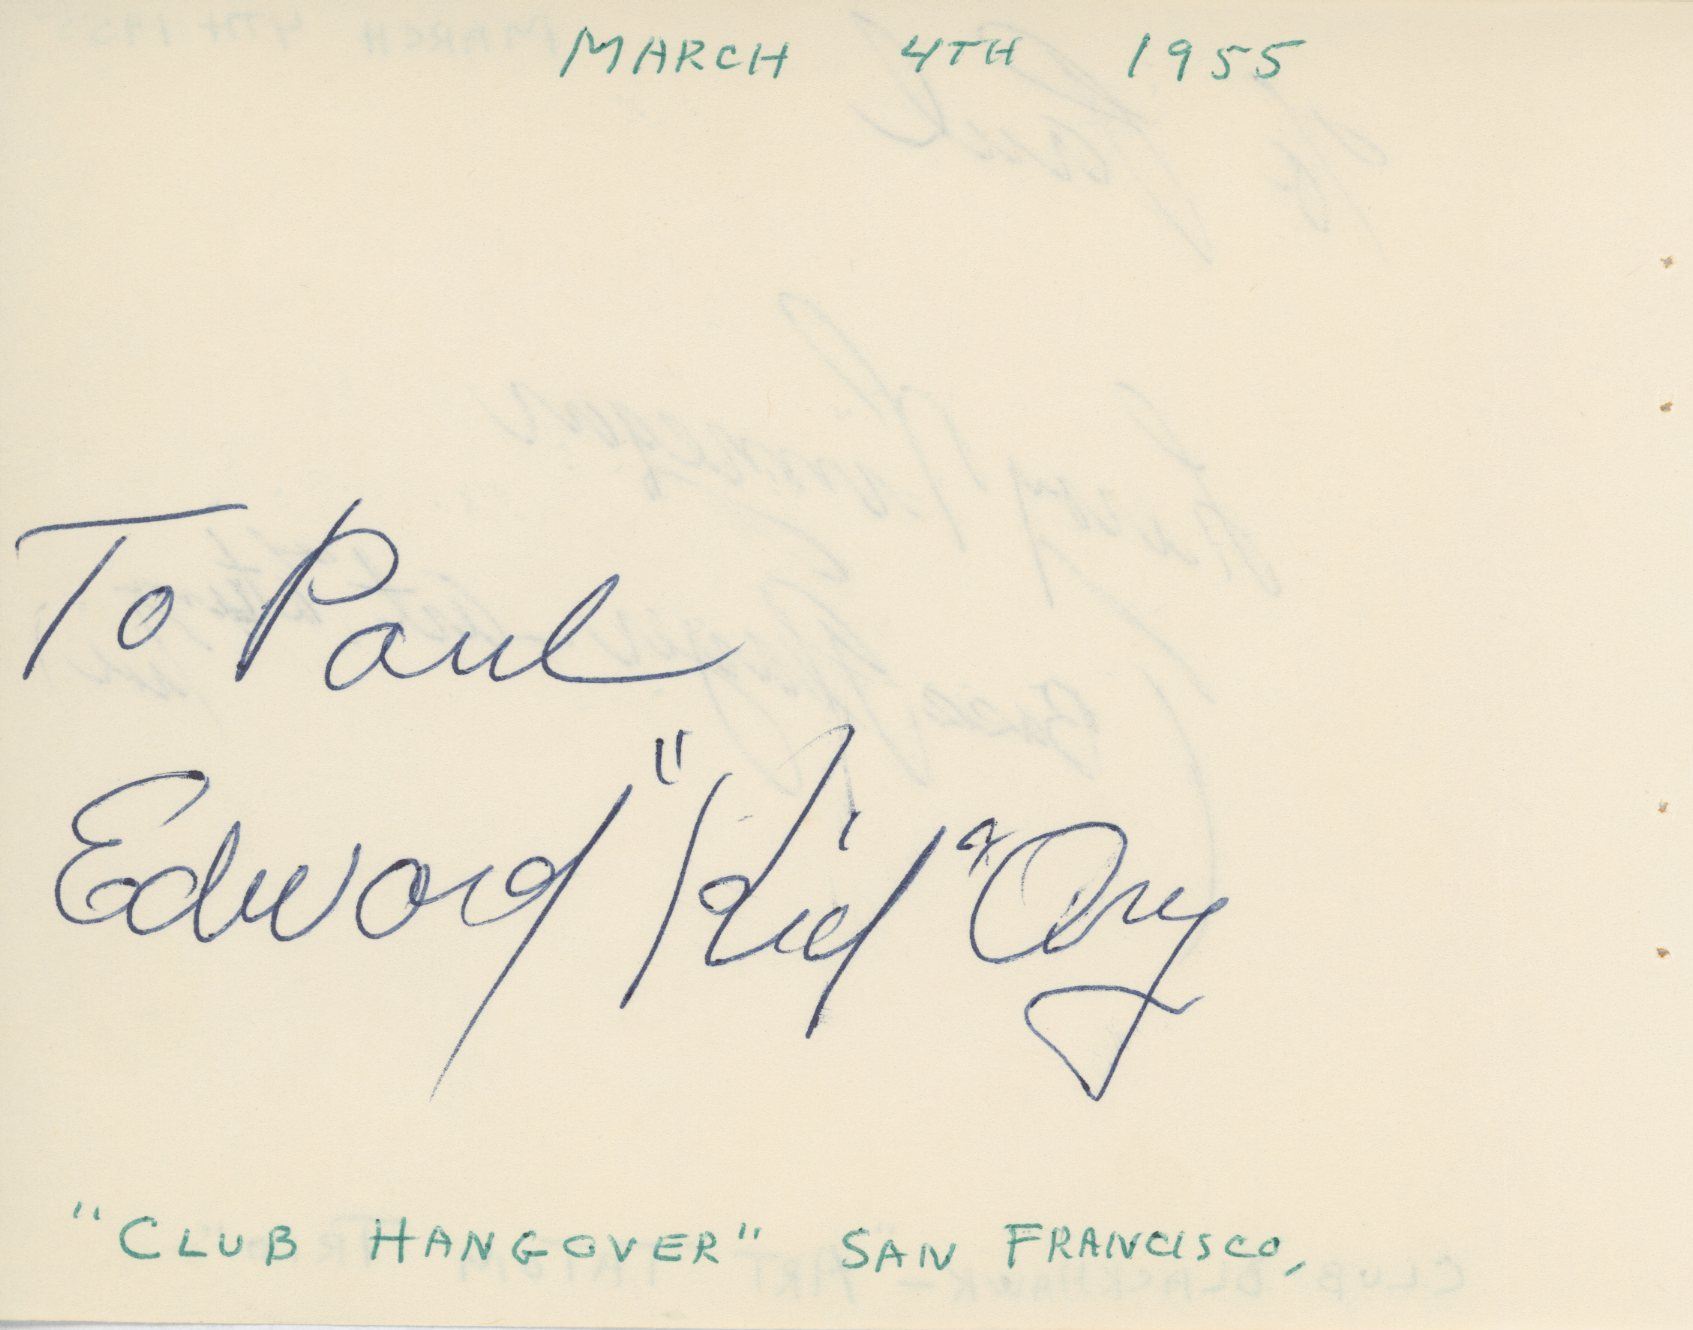 MARCH 4TH 1955
To Paul
Edward "Kid" Ory
"CLUB HANGOVER" SAN FRANCISCO,